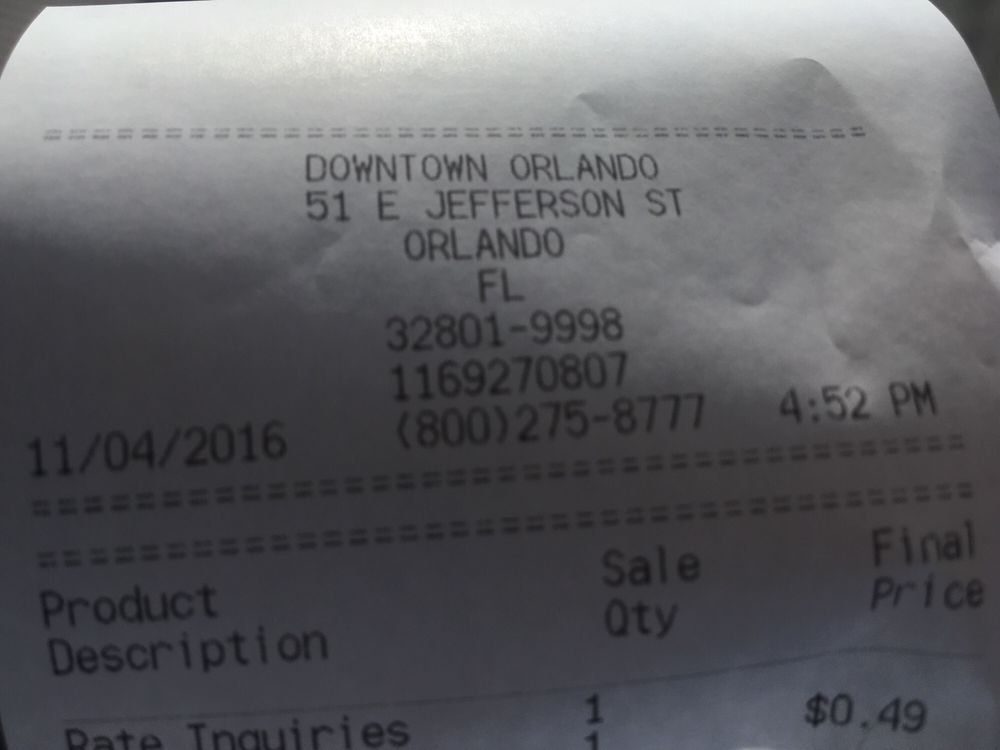 ================================
DOWNTOWN ORLANDO
51 E JEFFERSON ST
ORLANDO
FL
32801-9998
1169270807
11/04/2016 (800)275-8777 4:52 PM
================================
================================
Product Sale Final
Description Qty Price
Rate Inquiries 1 $0.49
1